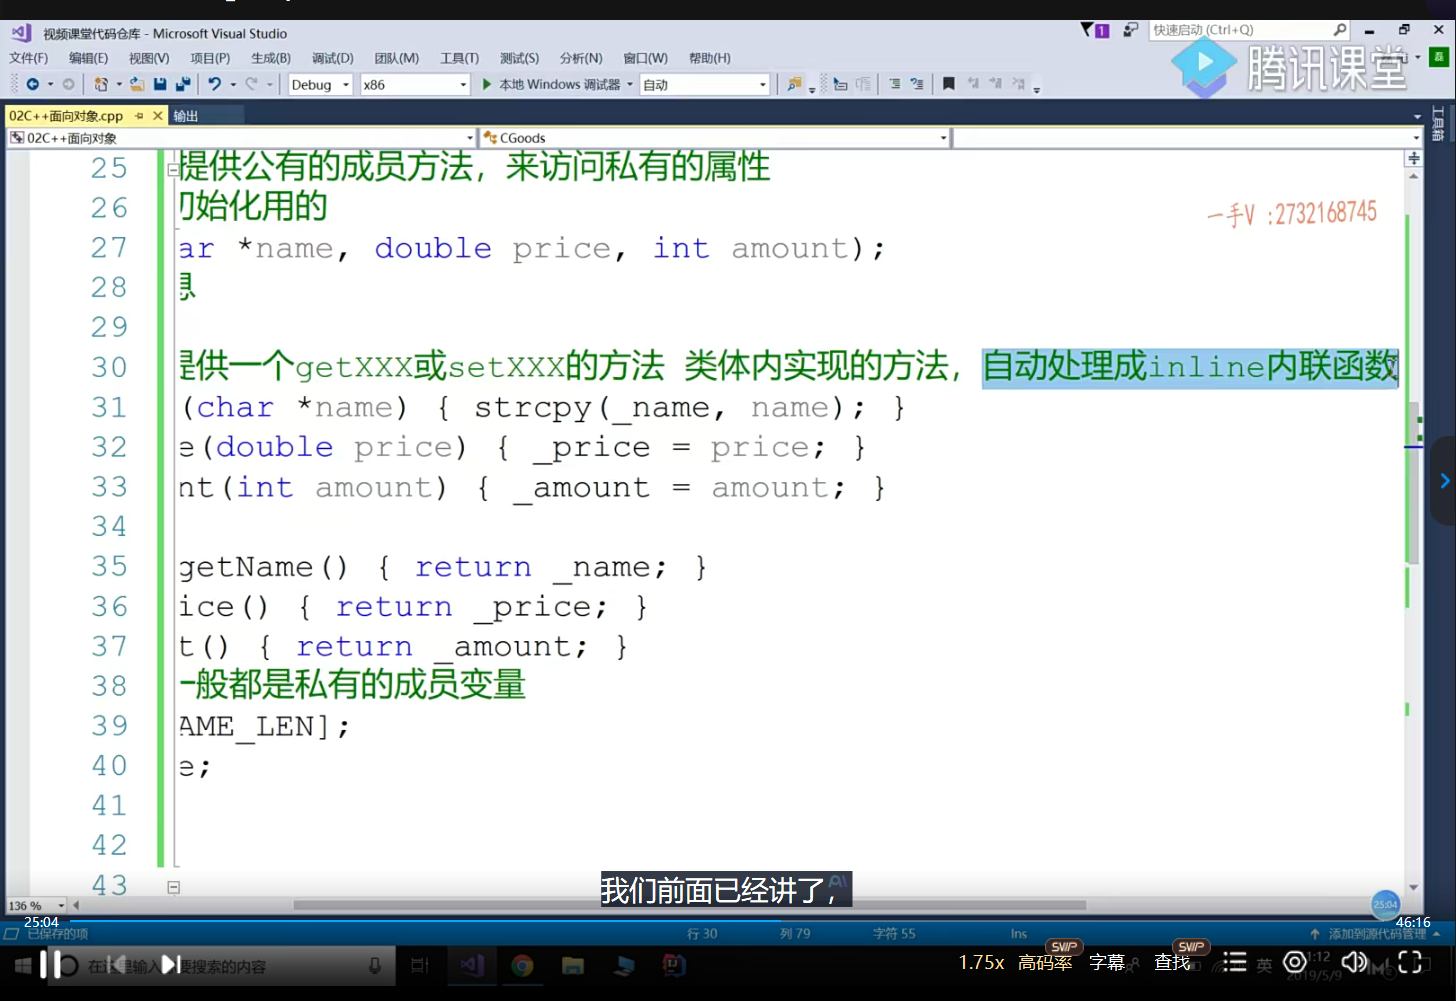 视频课堂代码仓库 - Microsoft Visual Studio
1
快速启动 (Ctrl+Q)
文件(F) 编辑(E) 视图(V) 项目(P) 生成(B) 调试(D) 团队(M) 工具(T) 测试(S) 分析(N) 窗口(W) 帮助(H)
腾讯课堂
Debug x86 本地 Windows 调试器 自动
02C++面向对象.cpp 输出
工具箱
02C++面向对象 CGoods
25 提供公有的成员方法，来访问私有的属性
26 初始化用的
一手V :2732168745
27 ar *name, double price, int amount);
28 息
29
30 提供一个getXXX或setXXX的方法 类体内实现的方法，自动处理成inline内联函数
31 (char *name) { strcpy(_name, name); }
32 e(double price) { _price = price; }
33 nt(int amount) { _amount = amount; }
34
35 getName() { return _name; }
36 ice() { return _price; }
37 t() { return _amount; }
38 一般都是私有的成员变量
39 AME_LEN];
40 e;
41
42
43
我们前面已经讲了，
AI
136 %
25:04
25:04 46:16
已保存的项 行 30 列 79 字符 55 Ins 添加到源代码管理
在这里输入 要搜索的内容
1.75x 高码率 SVIP 字幕 查找 SVIP
英
2019/5/9